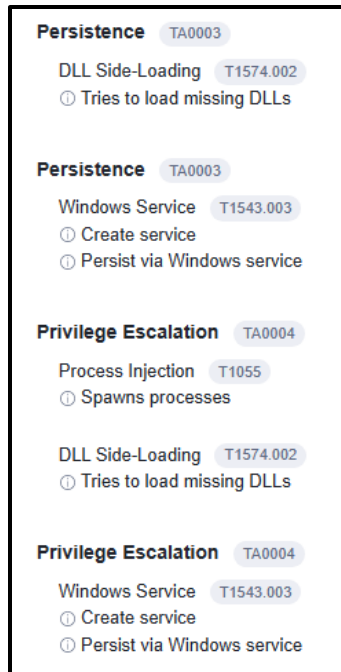 Persistence TA0003
DLL Side-Loading T1574.002
Tries to load missing DLLs
Persistence TA0003
Windows Service T1543.003
Create service
Persist via Windows service
Privilege Escalation TA0004
Process Injection T1055
Spawns processes
DLL Side-Loading T1574.002
Tries to load missing DLLs
Privilege Escalation TA0004
Windows Service T1543.003
Create service
Persist via Windows service